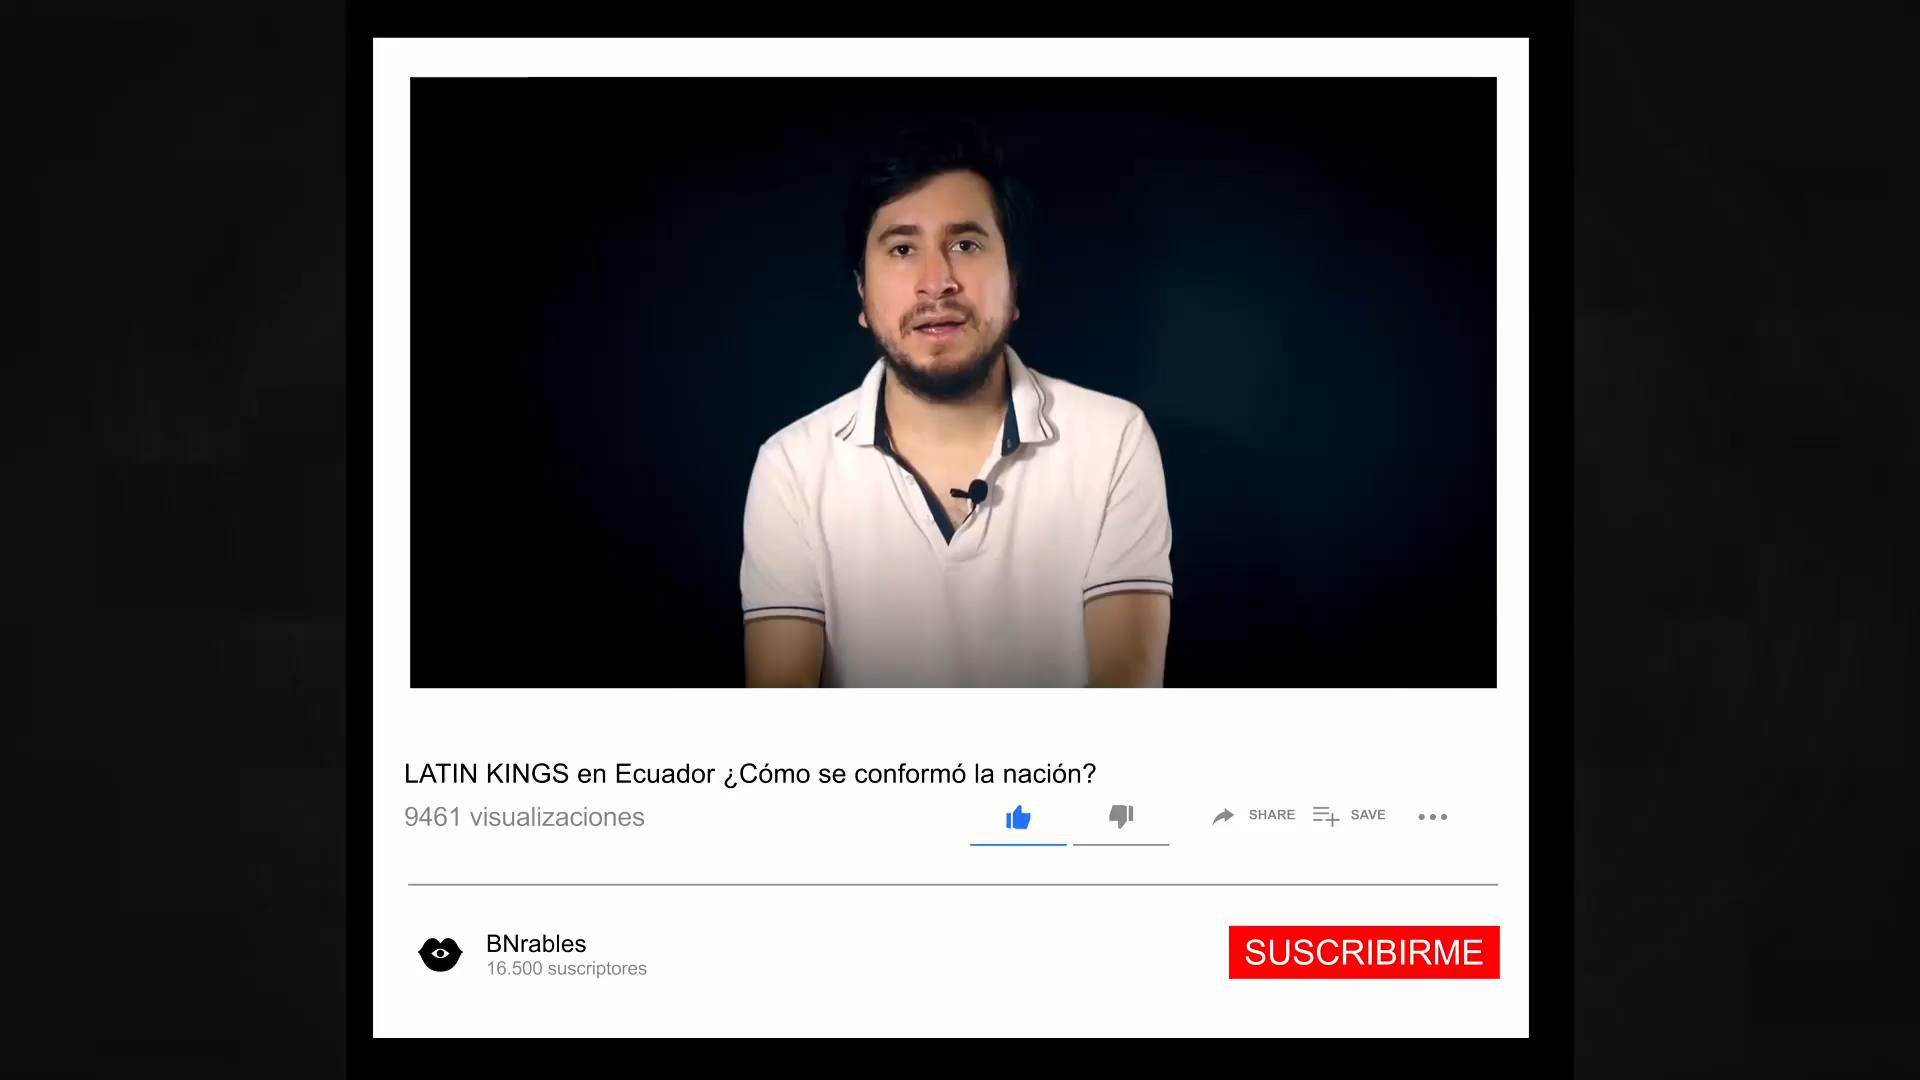 LATIN KINGS en Ecuador ¿Cómo se conformó la nación?
9461 visualizaciones
SHARE
SAVE
BNrables
16.500 suscriptores
SUSCRIBIRME